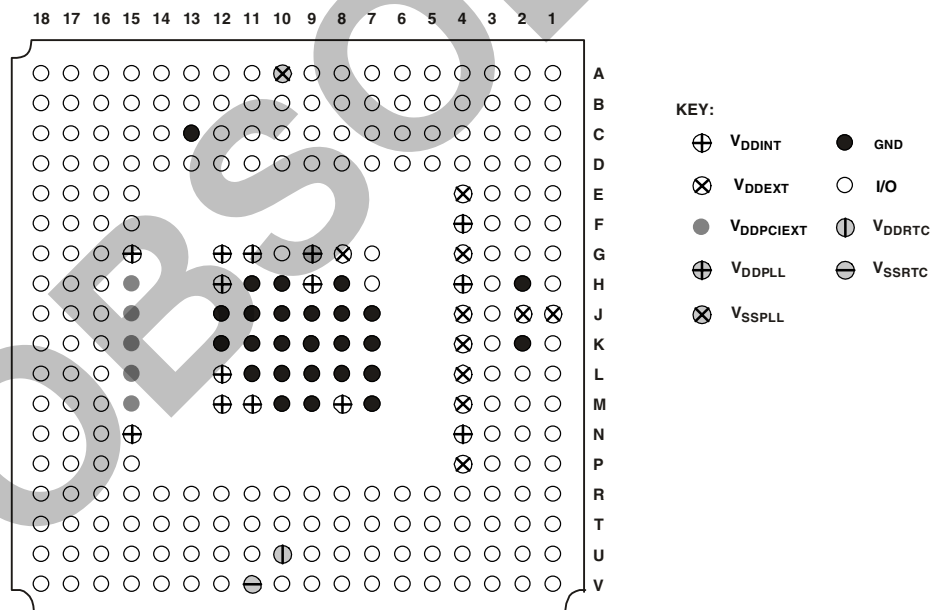 18 17 16 15 14 13 12 11 10 9 8 7 6 5 4 3 2 1
A
B
C
D
E
F
G
H
J
K
L
M
N
P
R
T
U
V
KEY:
VDDINT GND
VDDEXT I/O
VDDPCIEXT VDDRTC
VDDPLL VSSRTC
VSSPLL
OBSO